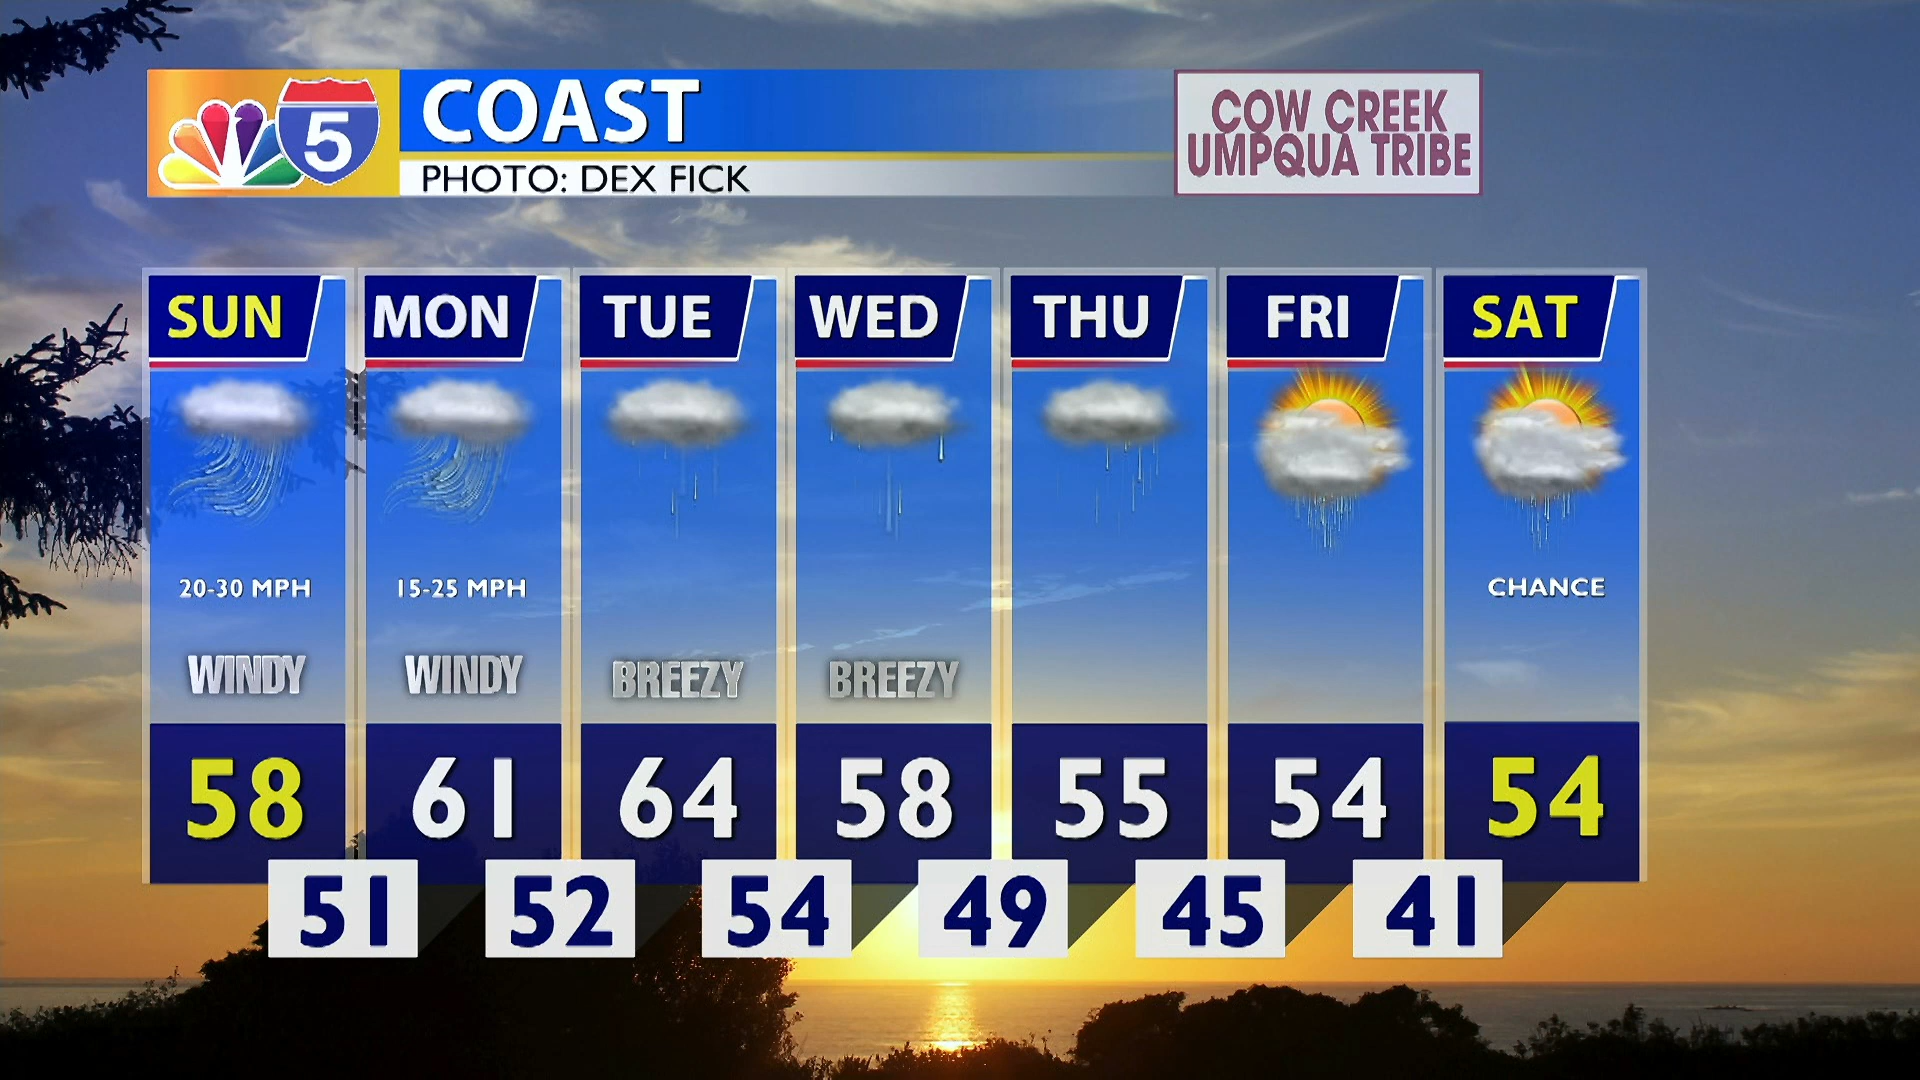 5
COAST
PHOTO: DEX FICK
COW CREEK
UMPQUA TRIBE
SUN MON TUE WED THU FRI SAT
20-30 MPH 15-25 MPH CHANCE
WINDY WINDY BREEZY BREEZY
58 61 64 58 55 54 54
51 52 54 49 45 41